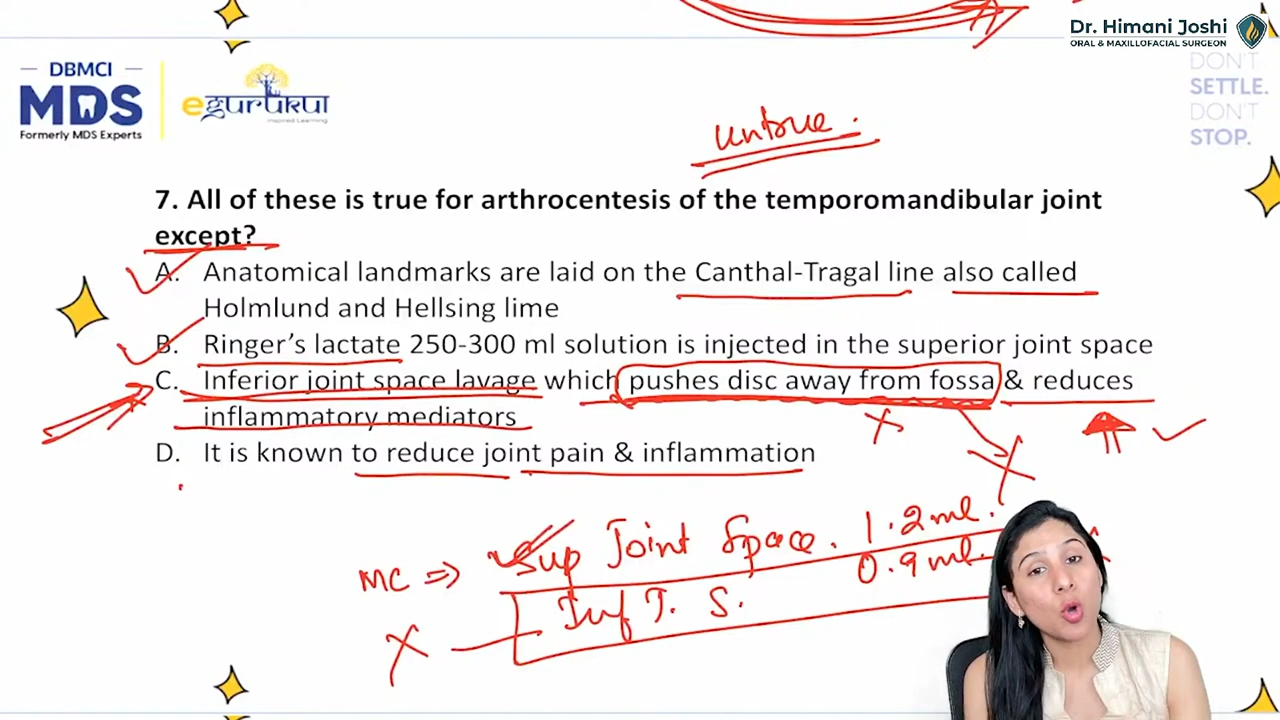 Dr. Himani Joshi
ORAL & MAXILLOFACIAL SURGEON
DBMCI
MDS
Formerly MDS Experts
egurukul
Inspired Learning
DON'T
SETTLE.
DON'T
STOP.
untrue.
7. All of these is true for arthrocentesis of the temporomandibular joint
except?
A. Anatomical landmarks are laid on the Canthal-Tragal line also called
Holmlund and Hellsing lime
B. Ringer's lactate 250-300 ml solution is injected in the superior joint space
C. Inferior joint space lavage which pushes disc away from fossa & reduces
inflammatory mediators
D. It is known to reduce joint pain & inflammation
MC ⇒ Sup Joint Space. 1.2ml.
Inf J. S. 0.9ml.